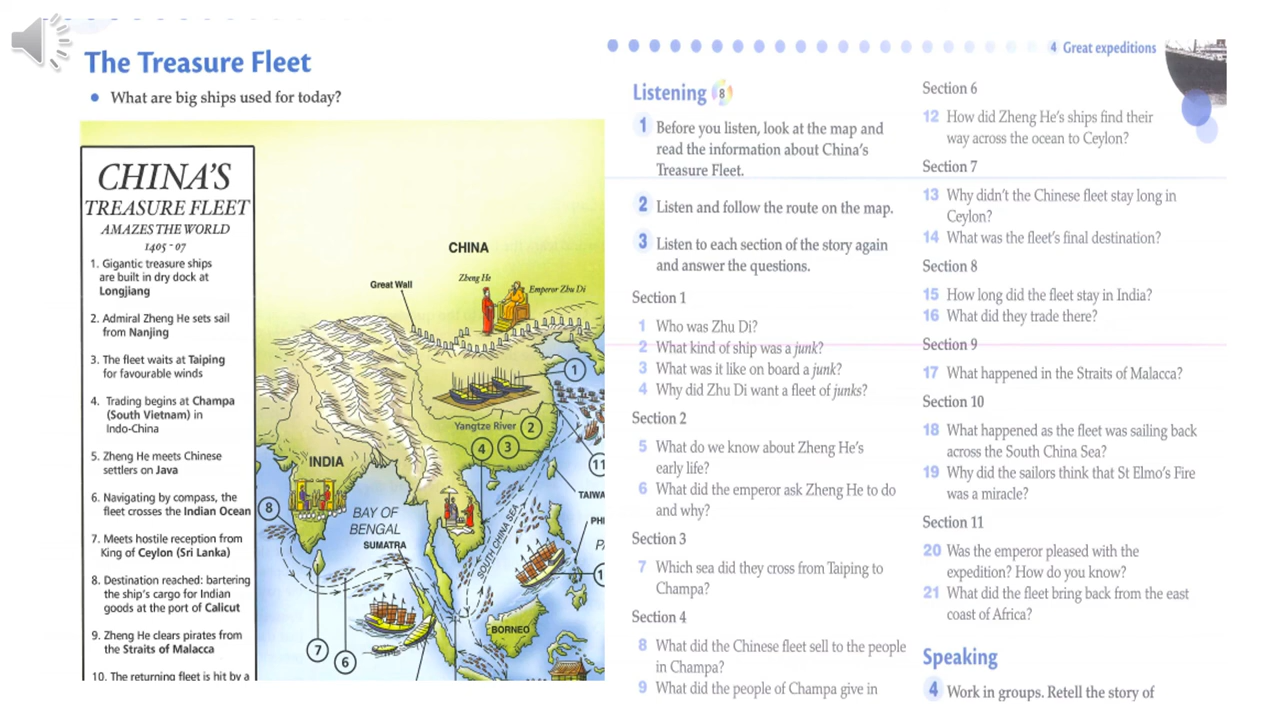 The Treasure Fleet
• What are big ships used for today?
CHINA'S
TREASURE FLEET
AMAZES THE WORLD
1405 - 07
1. Gigantic treasure ships
are built in dry dock at
Longjiang
2. Admiral Zheng He sets sail
from Nanjing
3. The fleet waits at Taiping
for favourable winds
4. Trading begins at Champa
(South Vietnam) in
Indo-China
5. Zheng He meets Chinese
settlers on Java
6. Navigating by compass, the
fleet crosses the Indian Ocean
7. Meets hostile reception from
King of Ceylon (Sri Lanka)
8. Destination reached: bartering
the ship's cargo for Indian
goods at the port of Calicut
9. Zheng He clears pirates from
the Straits of Malacca
10. The returning fleet is hit by a
CHINA
Great Wall
Zheng He
Emperor Zhu Di
1
Yangtze River
2
4
3
11
INDIA
8
BAY OF
BENGAL
SUMATRA
SOUTH CHINA SEA
TAIWA
PHI
P
1
BORNEO
7
6
4 Great expeditions
Listening 8
1 Before you listen, look at the map and
read the information about China's
Treasure Fleet.
2 Listen and follow the route on the map.
3 Listen to each section of the story again
and answer the questions.
Section 1
1 Who was Zhu Di?
2 What kind of ship was a junk?
3 What was it like on board a junk?
4 Why did Zhu Di want a fleet of junks?
Section 2
5 What do we know about Zheng He's
early life?
6 What did the emperor ask Zheng He to do
and why?
Section 3
7 Which sea did they cross from Taiping to
Champa?
Section 4
8 What did the Chinese fleet sell to the people
in Champa?
9 What did the people of Champa give in
Section 6
12 How did Zheng He's ships find their
way across the ocean to Ceylon?
Section 7
13 Why didn't the Chinese fleet stay long in
Ceylon?
14 What was the fleet's final destination?
Section 8
15 How long did the fleet stay in India?
16 What did they trade there?
Section 9
17 What happened in the Straits of Malacca?
Section 10
18 What happened as the fleet was sailing back
across the South China Sea?
19 Why did the sailors think that St Elmo's Fire
was a miracle?
Section 11
20 Was the emperor pleased with the
expedition? How do you know?
21 What did the fleet bring back from the east
coast of Africa?
Speaking
4 Work in groups. Retell the story of